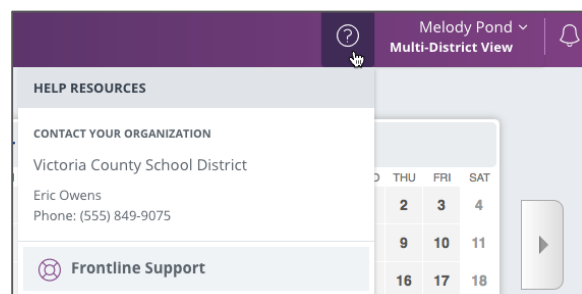 ?
Melody Pond
Multi-District View
HELP RESOURCES
CONTACT YOUR ORGANIZATION
Victoria County School District
Eric Owens
Phone: (555) 849-9075
Frontline Support
THU FRI SAT
2 3 4
9 10 11
16 17 18